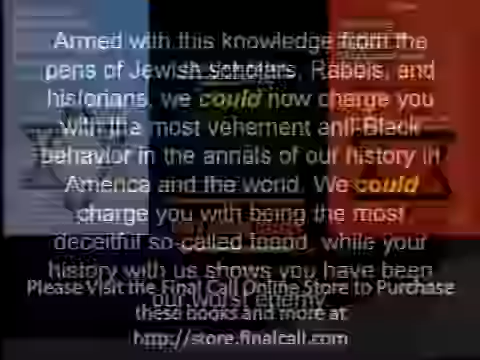 Armed with this knowledge from the
pens of Jewish scholars, Rabbis, and
historians, we could now charge you
with the most vehement anti-Black
behavior in the annals of our history in
America and the world. We could
charge you with being the most
deceitful so-called friend, while your
history with us shows you have been
our worst enemy.
Please Visit the Final Call Online Store to Purchase
these books and more at
http://store.finalcall.com